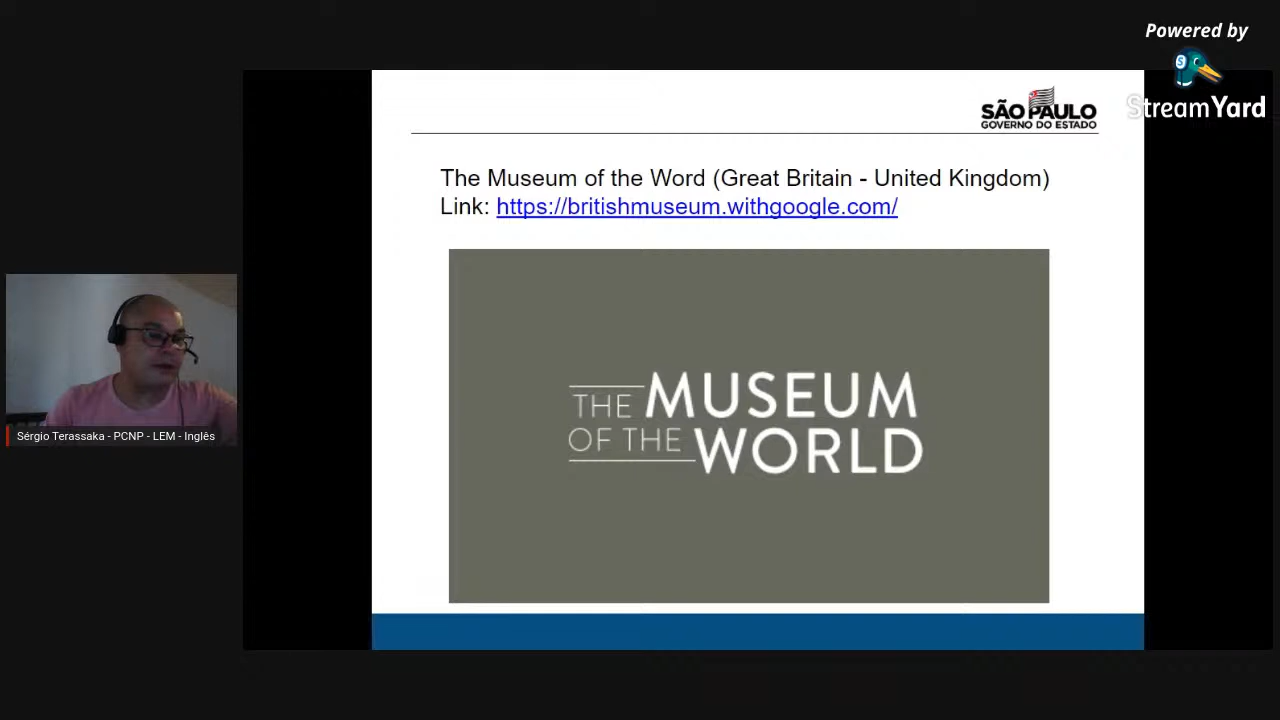 Powered by
StreamYard
SÃO PAULO
GOVERNO DO ESTADO
The Museum of the Word (Great Britain - United Kingdom)
Link: https://britishmuseum.withgoogle.com/
THE MUSEUM
OF THE WORLD
Sérgio Terassaka - PCNP - LEM - Inglês